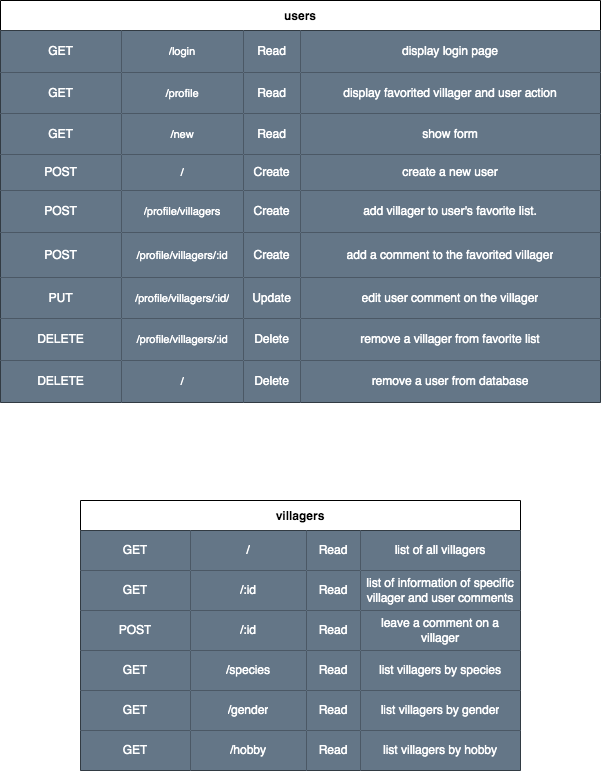 users
GET /login Read display login page
GET /profile Read display favorited villager and user action
GET /new Read show form
POST / Create create a new user
POST /profile/villagers Create add villager to user's favorite list.
POST /profile/villagers/:id Create add a comment to the favorited villager
PUT /profile/villagers/:id/ Update edit user comment on the villager
DELETE /profile/villagers/:id Delete remove a villager from favorite list
DELETE / Delete remove a user from database
villagers
GET / Read list of all villagers
GET /:id Read list of information of specific
villager and user comments
POST /:id Read leave a comment on a
villager
GET /species Read list villagers by species
GET /gender Read list villagers by gender
GET /hobby Read list villagers by hobby